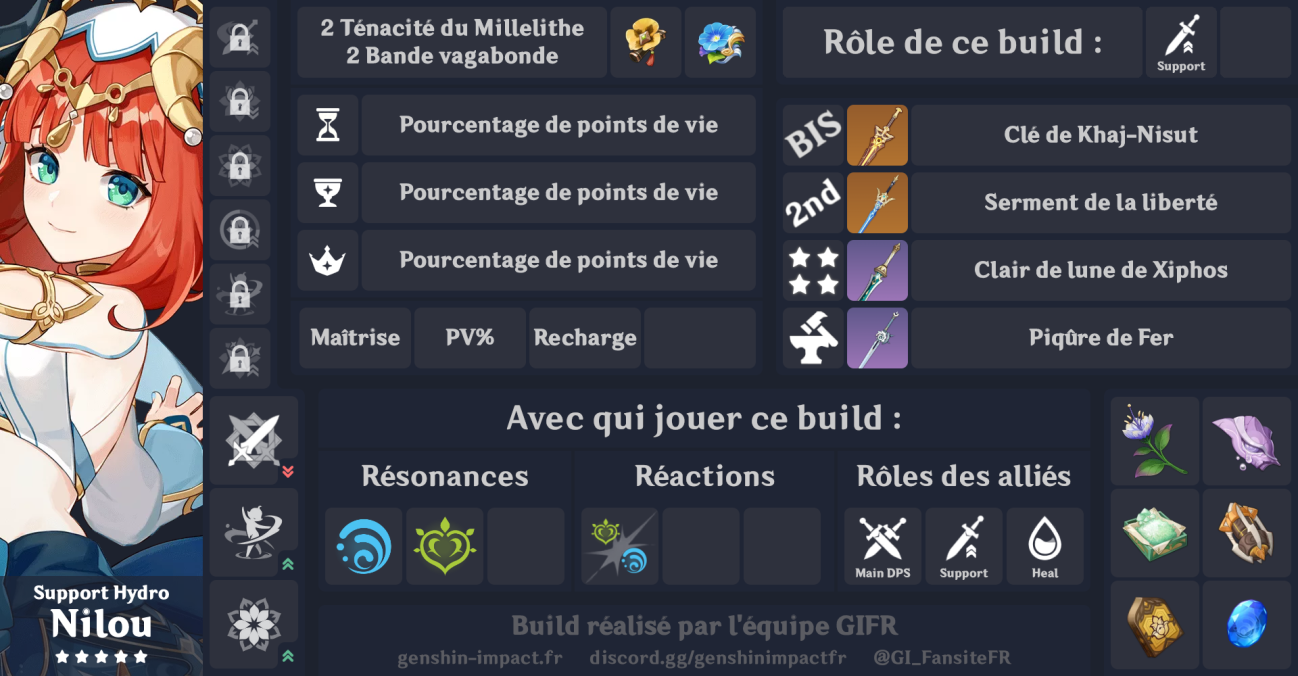 2 Ténacité du Millelithe
2 Bande vagabonde
Rôle de ce build :
Support
Pourcentage de points de vie
Pourcentage de points de vie
Pourcentage de points de vie
Maîtrise
PV%
Recharge
BIS
Clé de Khaj-Nisut
2nd
Serment de la liberté
Clair de lune de Xiphos
Piqûre de Fer
Avec qui jouer ce build :
Résonances
Réactions
Rôles des alliés
Main DPS
Support
Heal
Support Hydro
Nilou
Build réalisé par l'équipe GIFR
genshin-impact.fr discord.gg/genshinimpactfr @GI_FansiteFR